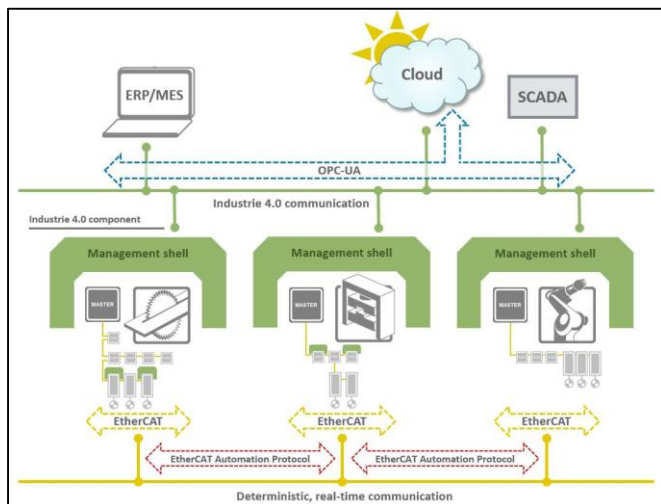 ERP/MES
Cloud
SCADA
OPC-UA
Industrie 4.0 communication
Industrie 4.0 component
Management shell
Management shell
Management shell
MASTER
MASTER
MASTER
EtherCAT
EtherCAT
EtherCAT
EtherCAT Automation Protocol
EtherCAT Automation Protocol
Deterministic, real-time communication